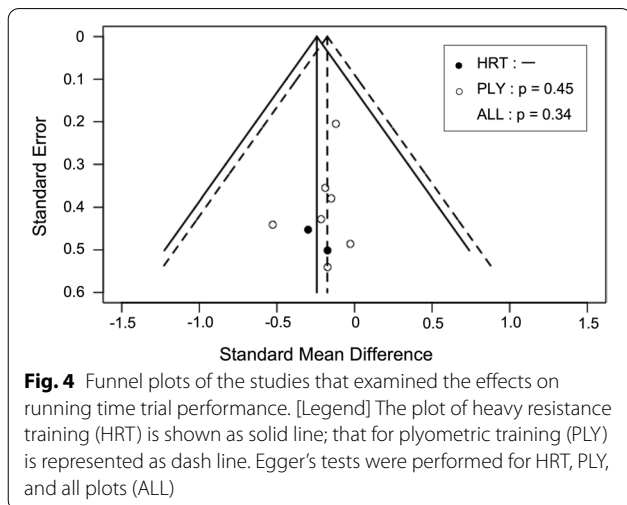 0
0.1
0.2
0.3
0.4
0.5
0.6
Standard Error
● HRT : —
○ PLY : p = 0.45
ALL : p = 0.34
-1.5 -1.0 -0.5 0 0.5 1.0 1.5
Standard Mean Difference
Fig. 4 Funnel plots of the studies that examined the effects on
running time trial performance. [Legend] The plot of heavy resistance
training (HRT) is shown as solid line; that for plyometric training (PLY)
is represented as dash line. Egger’s tests were performed for HRT, PLY,
and all plots (ALL)